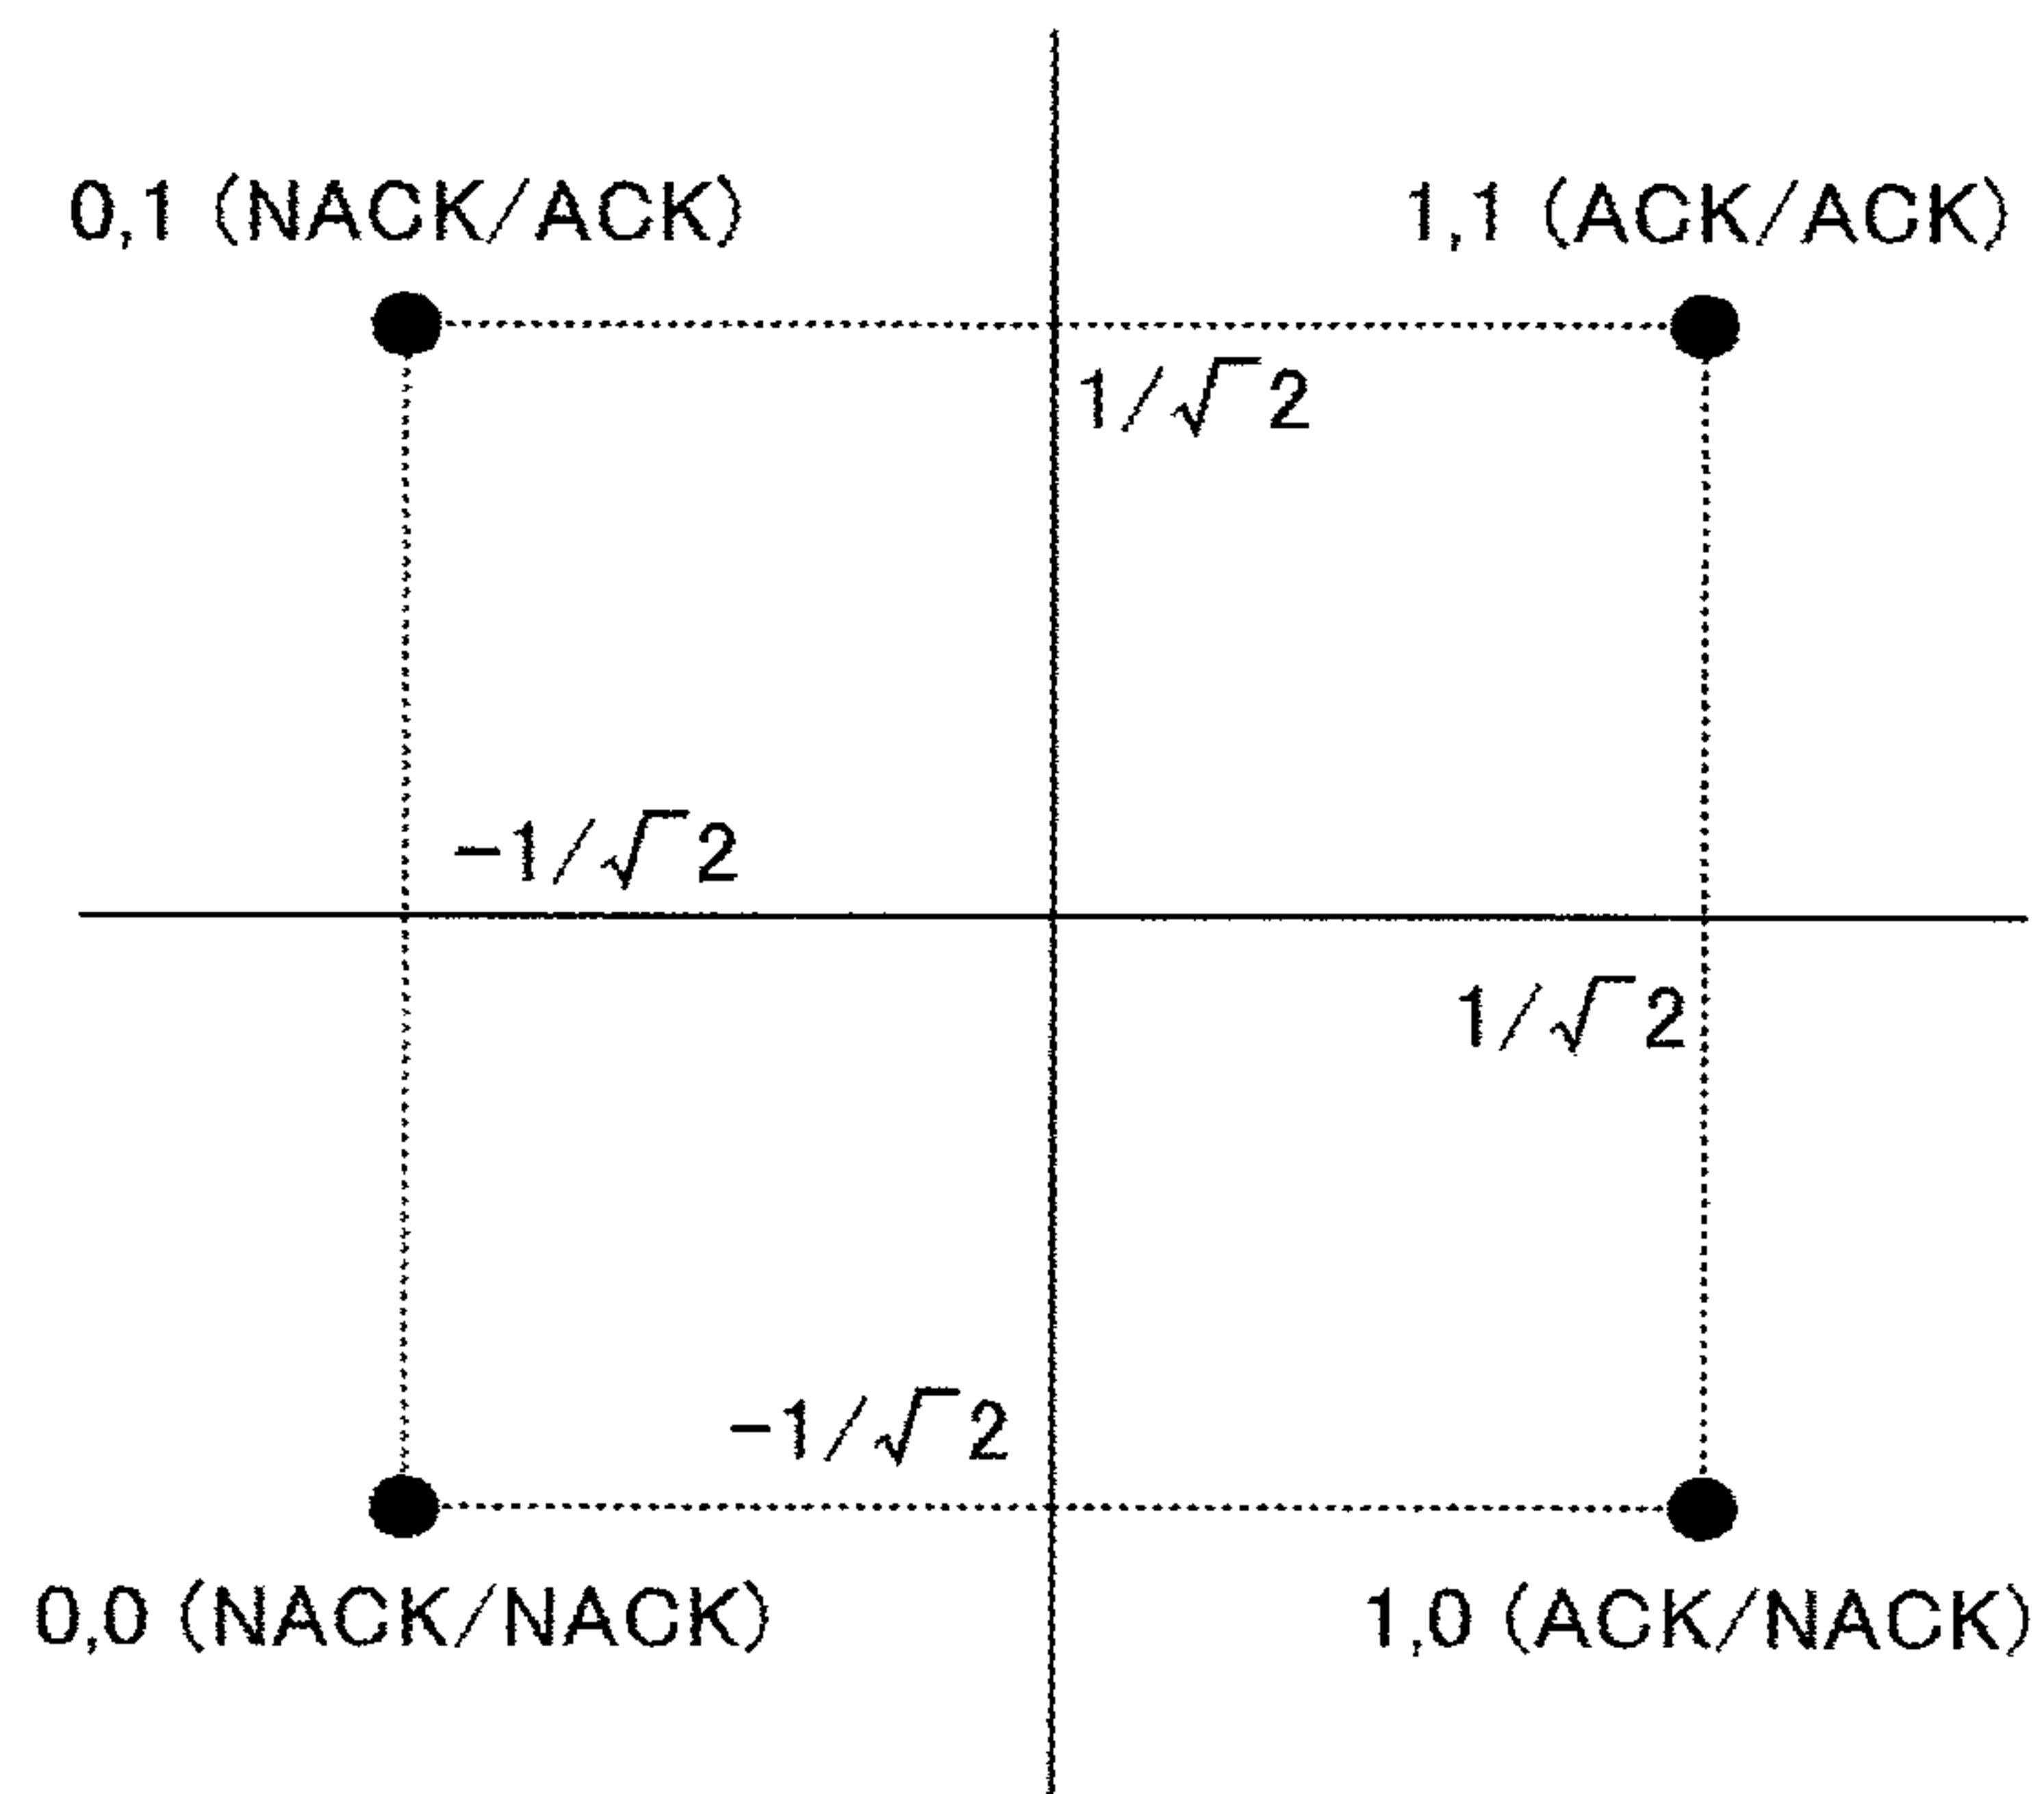 0,1 (NACK/ACK)
1,1 (ACK/ACK)
1/√2
-1/√2
1/√2
-1/√2
0,0 (NACK/NACK)
1,0 (ACK/NACK)